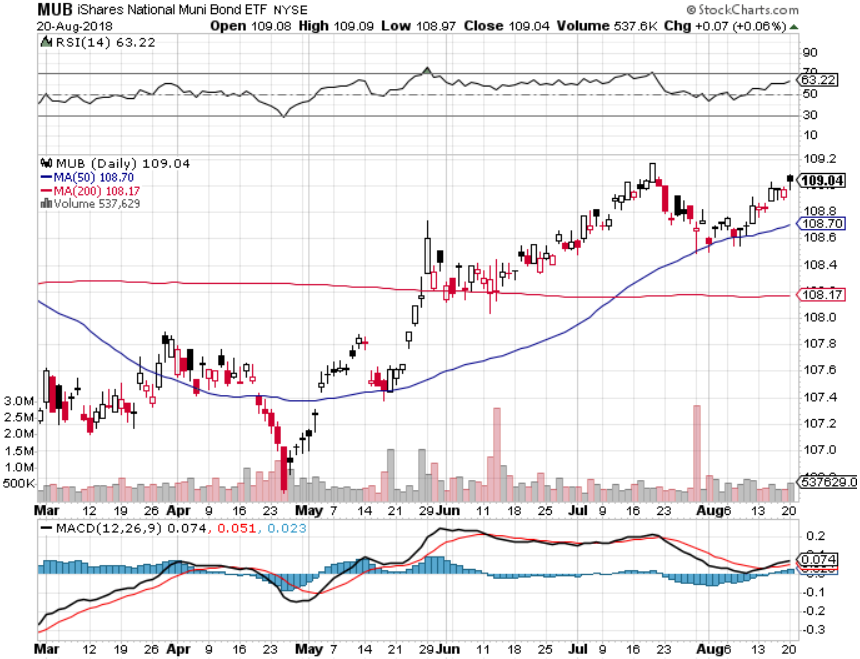 MUB iShares National Muni Bond ETF NYSE © StockCharts.com
20-Aug-2018 Open 109.08 High 109.09 Low 108.97 Close 109.04 Volume 537.6K Chg +0.07 (+0.06%)
RSI(14) 63.22
90
70
63.22
50
30
10
MUB (Daily) 109.04
MA(50) 108.70
MA(200) 108.17
Volume 537,629
109.2
109.04
108.8
108.70
108.6
108.4
108.17
108.0
107.8
107.6
107.4
107.2
107.0
3.0M
2.5M
2.0M
1.5M
1.0M
500K
537629.0
Mar 12 19 26 Apr 9 16 23 May 7 14 21 29 Jun 11 18 25 Jul 9 16 23 Aug 6 13 20
MACD(12,26,9) 0.074, 0.051, 0.023
0.2
0.074
-0.1
-0.2
-0.3
Mar 12 19 26 Apr 9 16 23 May 7 14 21 29 Jun 11 18 25 Jul 9 16 23 Aug 6 13 20